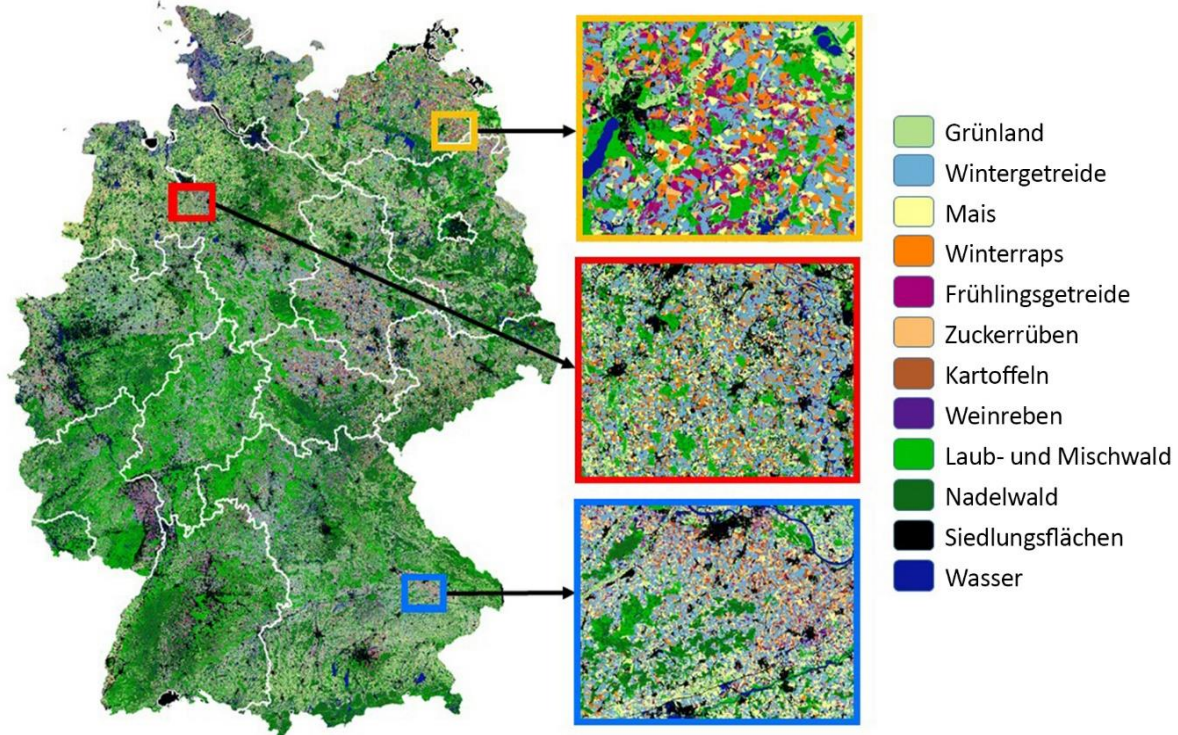 Grünland
Wintergetreide
Mais
Winterraps
Frühlingsgetreide
Zuckerrüben
Kartoffeln
Weinreben
Laub- und Mischwald
Nadelwald
Siedlungsflächen
Wasser